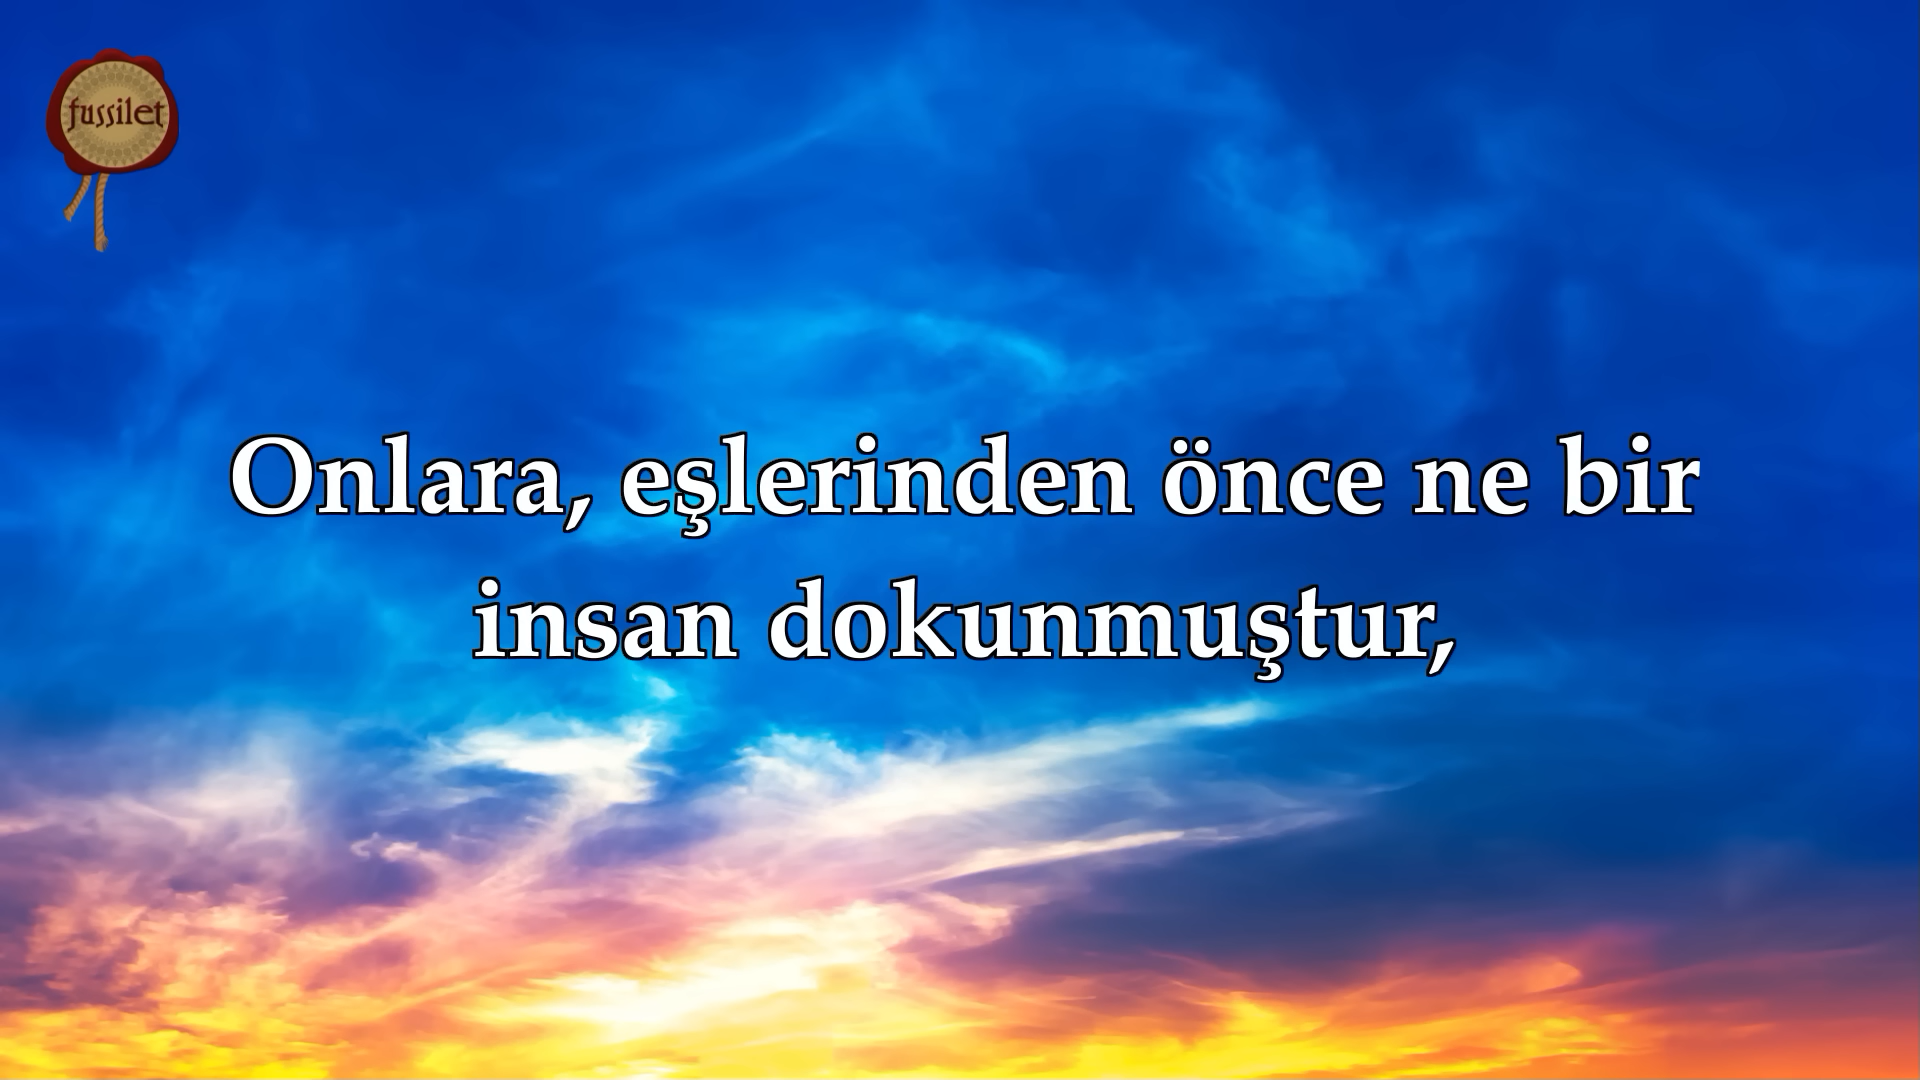 fussilet
Onlara, eşlerinden önce ne bir
insan dokunmuştur,